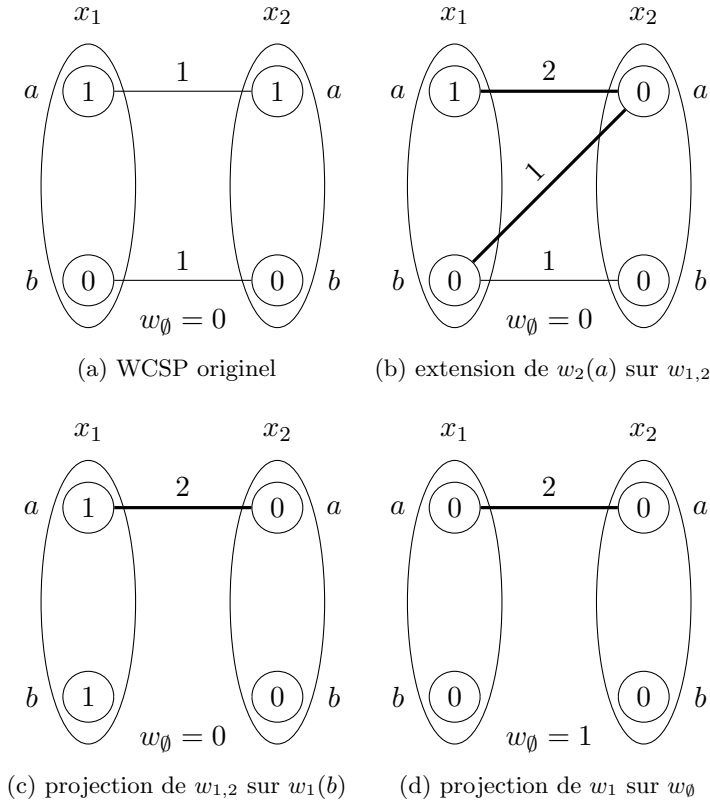 x₁ x₂ x₁ x₂
1 2
a 1 1 a a 1 0 a
1
1 1
b 0 0 b b 0 0 b
w∅ = 0 w∅ = 0
(a) WCSP originel (b) extension de w₂(a) sur w₁,₂
x₁ x₂ x₁ x₂
2 2
a 1 0 a a 0 0 a
b 1 0 b b 0 0 b
w∅ = 0 w∅ = 1
(c) projection de w₁,₂ sur w₁(b) (d) projection de w₁ sur w∅